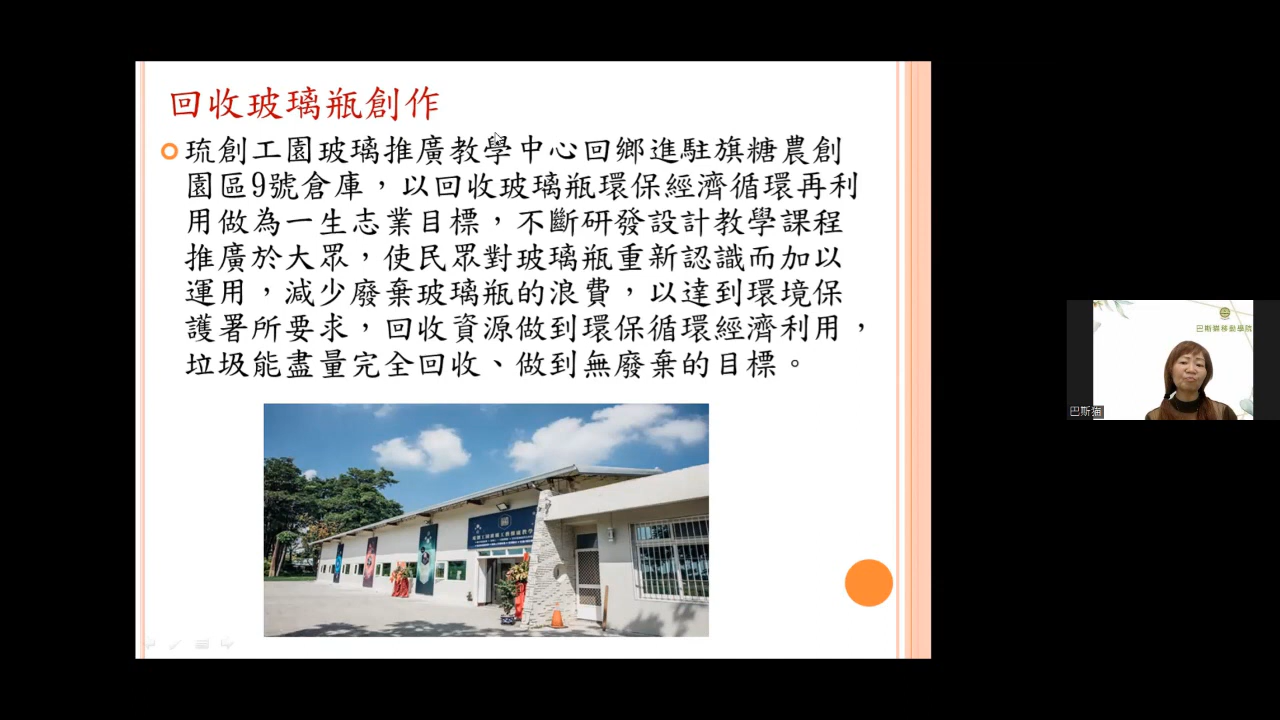 回收玻璃瓶創作
琉創工園玻璃推廣教學中心回鄉進駐旗糖農創
園區9號倉庫，以回收玻璃瓶環保經濟循環再利
用做為一生志業目標，不斷研發設計教學課程
推廣於大眾，使民眾對玻璃瓶重新認識而加以
運用，減少廢棄玻璃瓶的浪費，以達到環境保
護署所要求，回收資源做到環保循環經濟利用，
垃圾能盡量完全回收、做到無廢棄的目標。
巴斯貓移動學院
巴斯貓